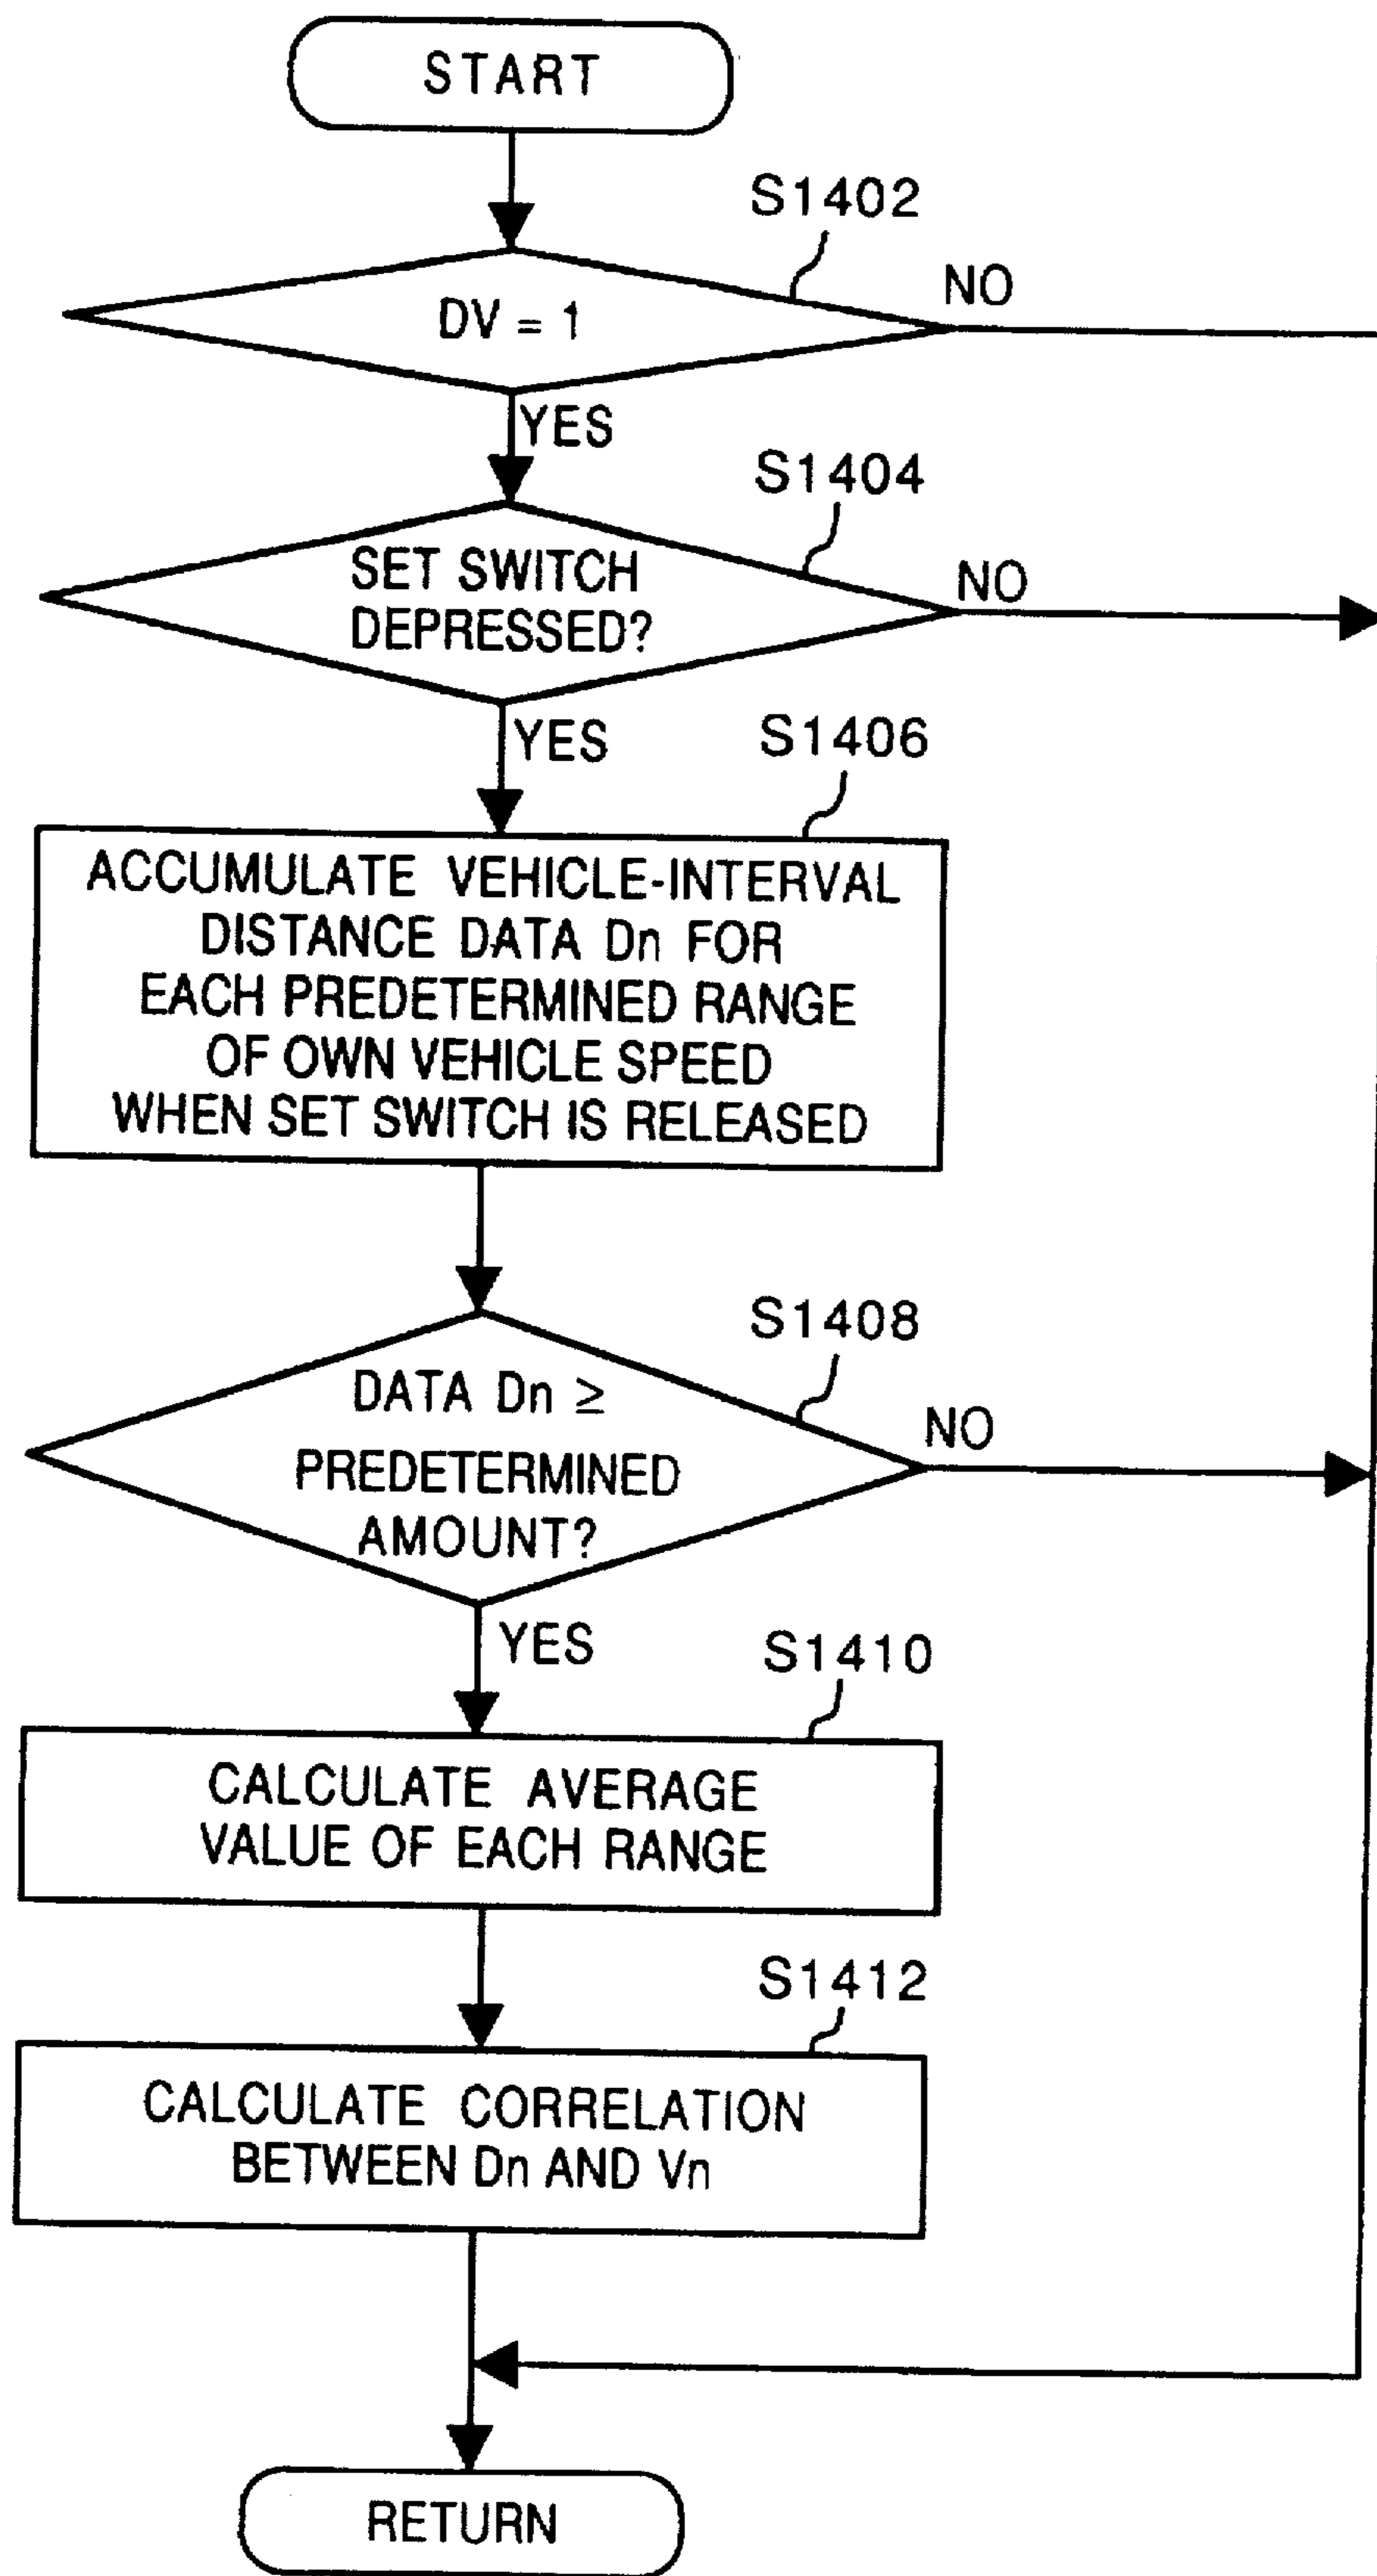 START
S1402
DV = 1
NO
YES
S1404
SET SWITCH
DEPRESSED?
NO
YES
S1406
ACCUMULATE VEHICLE-INTERVAL
DISTANCE DATA Dn FOR
EACH PREDETERMINED RANGE
OF OWN VEHICLE SPEED
WHEN SET SWITCH IS RELEASED
S1408
DATA Dn ≥
PREDETERMINED
AMOUNT?
NO
YES
S1410
CALCULATE AVERAGE
VALUE OF EACH RANGE
S1412
CALCULATE CORRELATION
BETWEEN Dn AND Vn
RETURN